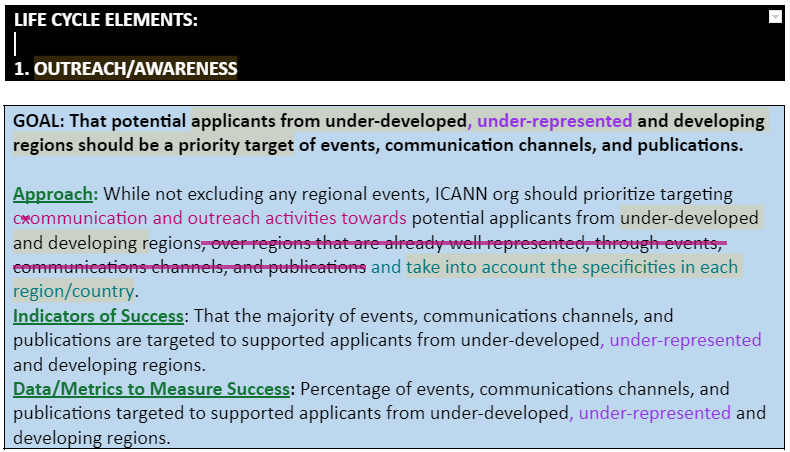 LIFE CYCLE ELEMENTS:
1. OUTREACH/AWARENESS
GOAL: That potential applicants from under-developed, under-represented and developing
regions should be a priority target of events, communication channels, and publications.
Approach: While not excluding any regional events, ICANN org should prioritize targeting
cxommunication and outreach activities towards potential applicants from under-developed
and developing regions, over regions that are already well represented, through events,
communications channels, and publications and take into account the specificities in each
region/country.
Indicators of Success: That the majority of events, communications channels, and
publications are targeted to supported applicants from under-developed, under-represented
and developing regions.
Data/Metrics to Measure Success: Percentage of events, communications channels, and
publications targeted to supported applicants from under-developed, under-represented and
developing regions.